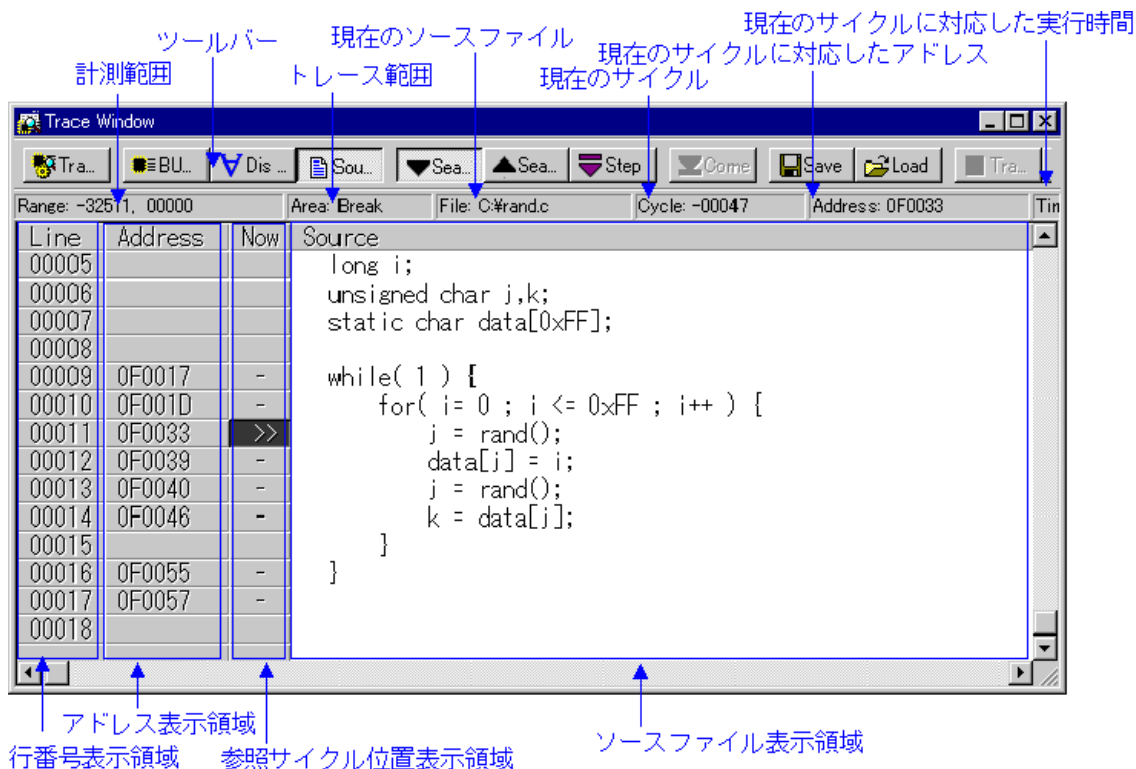 現在のサイクルに対応した実行時間
ツールバー 現在のソースファイル 現在のサイクルに対応したアドレス
計測範囲 トレース範囲 現在のサイクル
Trace Window
Tra... BU... Dis ... Sou... Sea... Sea... Step Come Save Load Tra...
Range: -32511, 00000 Area: Break File: C:¥rand.c Cycle: -00047 Address: 0F0033 Tim
Line Address Now Source
00005 long i;
00006 unsigned char j,k;
00007 static char data[0xFF];
00008
00009 0F0017 - while( 1 ) {
00010 0F001D - for( i= 0 ; i <= 0xFF ; i++ ) {
00011 0F0033 >> j = rand();
00012 0F0039 - data[j] = i;
00013 0F0040 - j = rand();
00014 0F0046 - k = data[j];
00015 }
00016 0F0055 - }
00017 0F0057 -
00018
アドレス表示領域 ソースファイル表示領域
行番号表示領域 参照サイクル位置表示領域